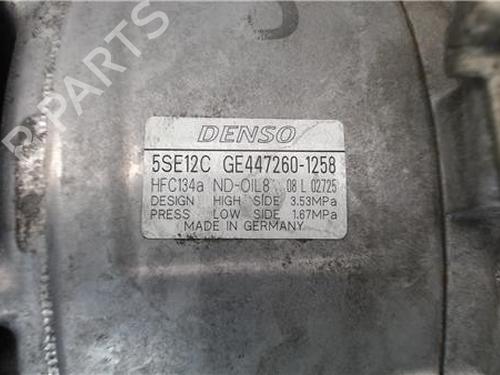 DENSO
5SE12C GE447260-1258
HFC134a ND-OIL8 08 L 02725
DESIGN HIGH SIDE 3.53MPa
PRESS LOW SIDE 1.67MPa
MADE IN GERMANY
B-PARTS